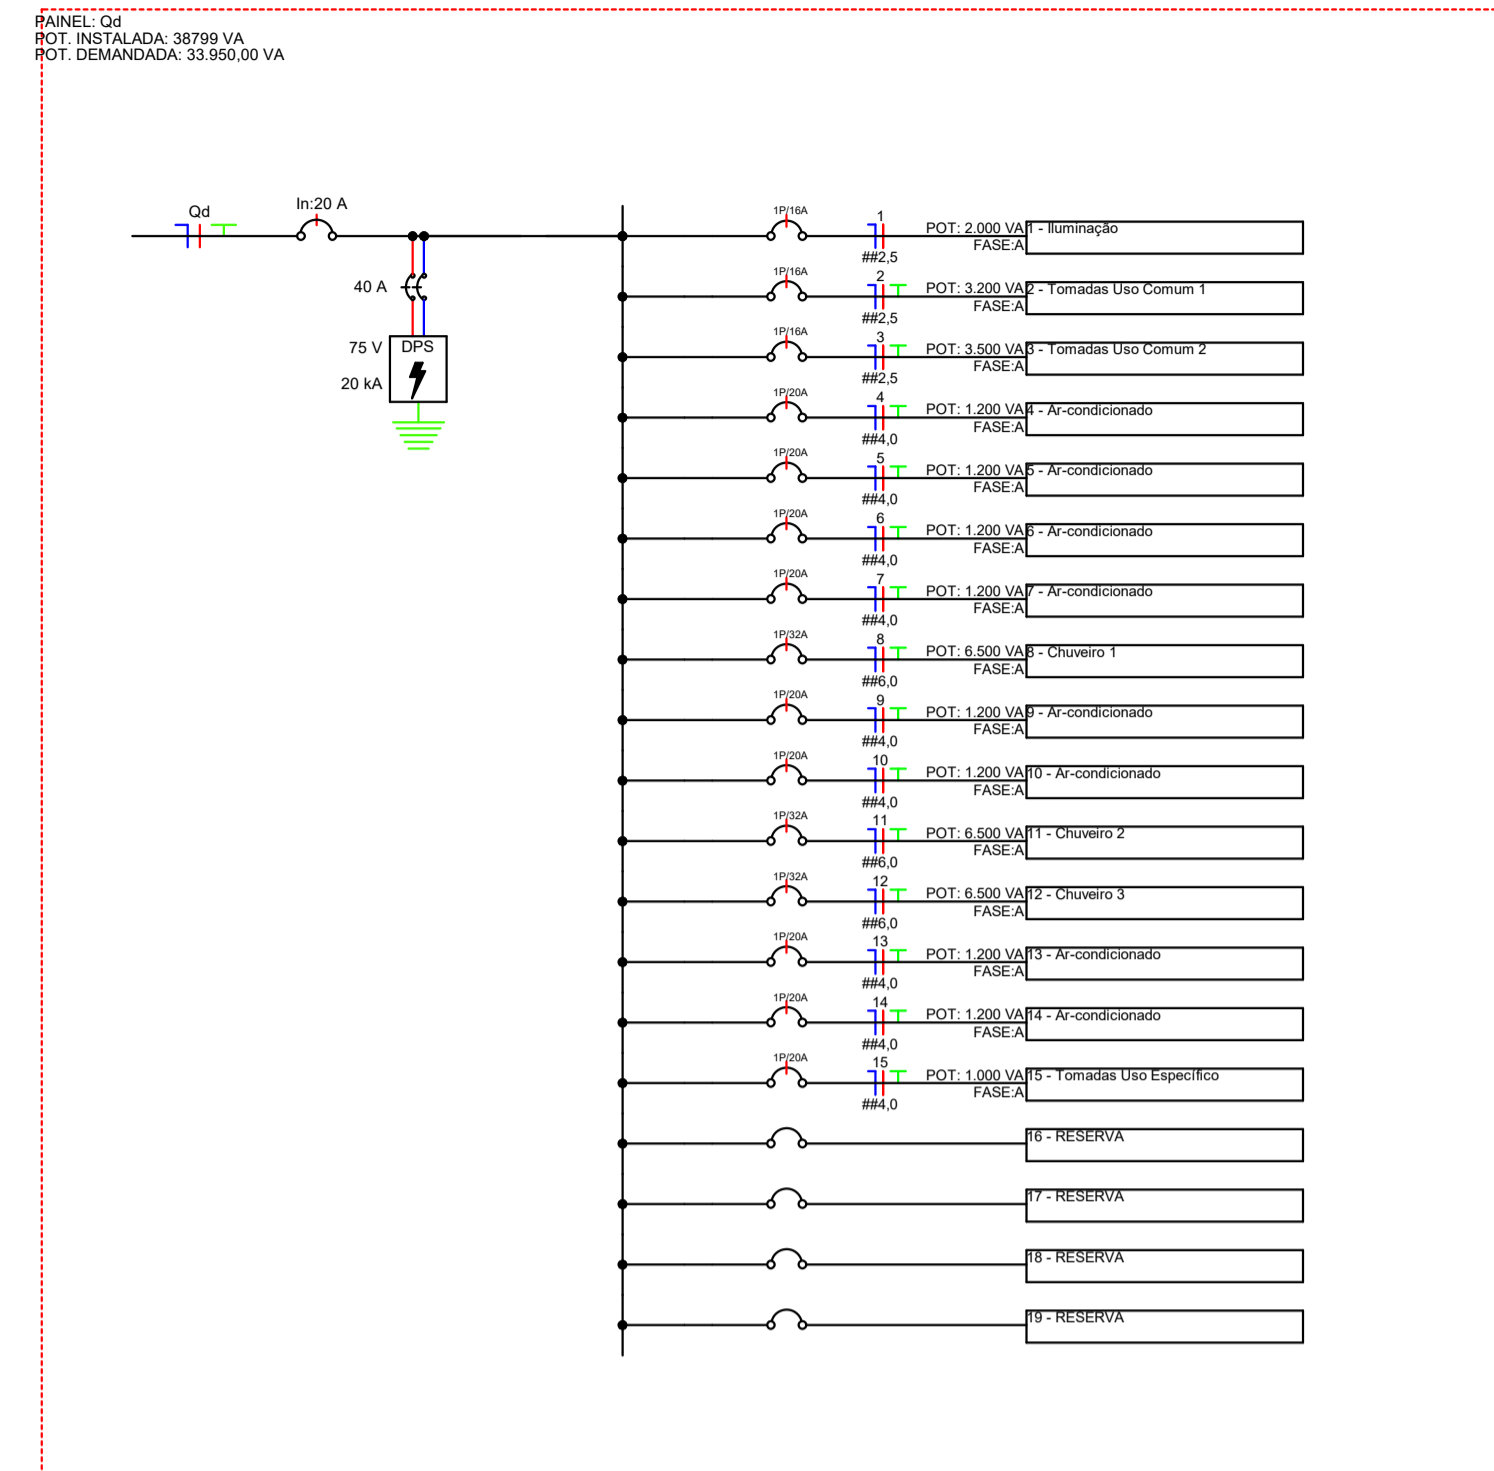 PAINEL: Qd
POT. INSTALADA: 38799 VA
POT. DEMANDADA: 33.950,00 VA
Qd
In:20 A
40 A
75 V
DPS
20 kA
1P/16A
1
POT: 2.000 VA
1 - Iluminação
FASE:A
##2,5
1P/16A
2
POT: 3.200 VA
2 - Tomadas Uso Comum 1
FASE:A
##2,5
1P/16A
3
POT: 3.500 VA
3 - Tomadas Uso Comum 2
FASE:A
##2,5
1P/20A
4
POT: 1.200 VA
4 - Ar-condicionado
FASE:A
##4,0
1P/20A
5
POT: 1.200 VA
5 - Ar-condicionado
FASE:A
##4,0
1P/20A
6
POT: 1.200 VA
6 - Ar-condicionado
FASE:A
##4,0
1P/20A
7
POT: 1.200 VA
7 - Ar-condicionado
FASE:A
##4,0
1P/32A
8
POT: 6.500 VA
8 - Chuveiro 1
FASE:A
##6,0
1P/20A
9
POT: 1.200 VA
9 - Ar-condicionado
FASE:A
##4,0
1P/20A
10
POT: 1.200 VA
10 - Ar-condicionado
FASE:A
##4,0
1P/32A
11
POT: 6.500 VA
11 - Chuveiro 2
FASE:A
##6,0
1P/32A
12
POT: 6.500 VA
12 - Chuveiro 3
FASE:A
##6,0
1P/20A
13
POT: 1.200 VA
13 - Ar-condicionado
FASE:A
##4,0
1P/20A
14
POT: 1.200 VA
14 - Ar-condicionado
FASE:A
##4,0
1P/20A
15
POT: 1.000 VA
15 - Tomadas Uso Específico
FASE:A
##4,0
16 - RESERVA
17 - RESERVA
18 - RESERVA
19 - RESERVA